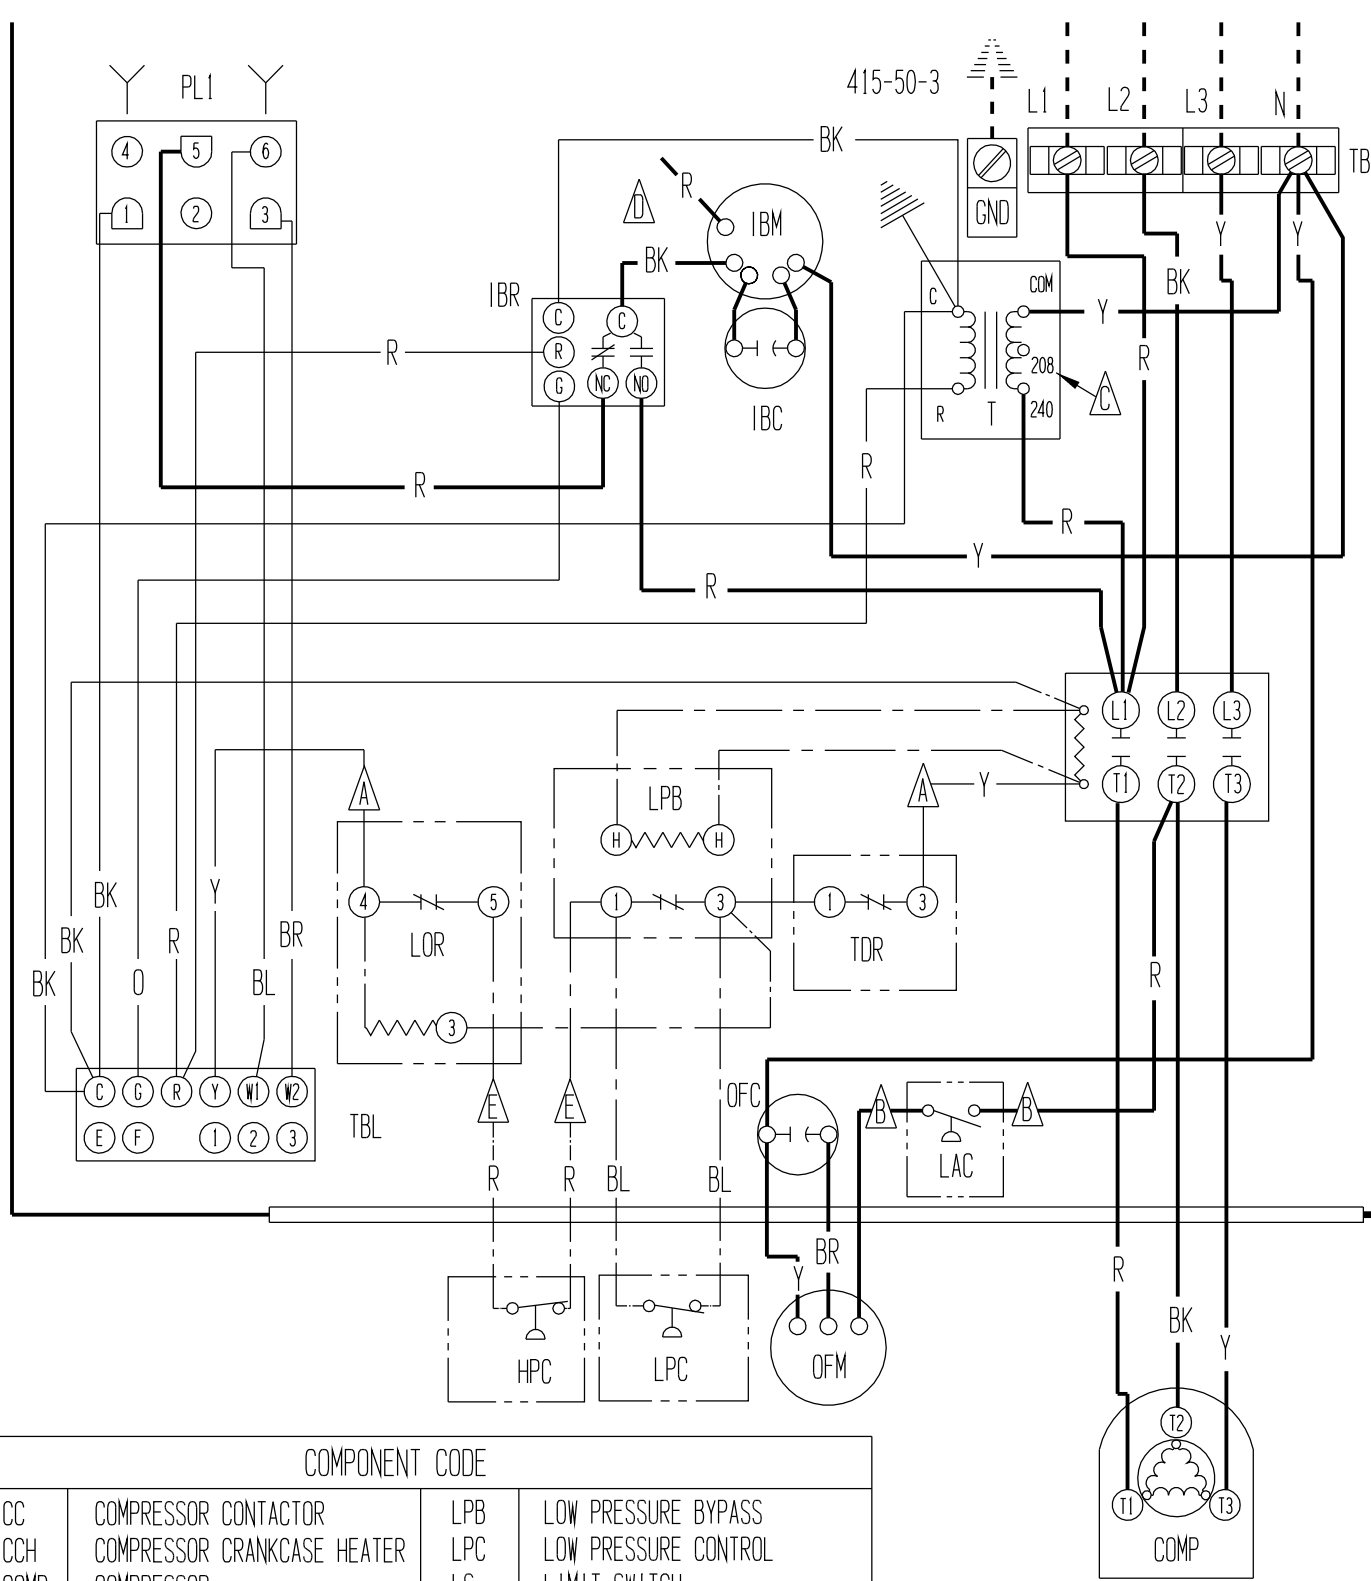 PL1
4 5 6
1 2 3
415-50-3
L1 L2 L3 N
TB
GND
BK
D
R
IBM
BK
IBC
IBR
C
R
G
C
NC NO
R
R
C
COM
R
T
208
240
C
Y
BK
R
Y
Y
R
R
Y
R
L1 L2 L3
T1 T2 T3
A
LPB
H H
1 3
A
Y
1 3
TDR
4 5
LOR
3
BK
BK
BK
O
R
Y
BL
BR
C G R Y W1 W2
E F 1 2 3
TBL
E E
R R BL BL
OFC
B
B
LAC
R
HPC
LPC
Y
BR
OFM
R
BK
Y
T2
T1 T3
COMP
COMPONENT CODE
CC COMPRESSOR CONTACTOR LPB LOW PRESSURE BYPASS
CCH COMPRESSOR CRANKCASE HEATER LPC LOW PRESSURE CONTROL